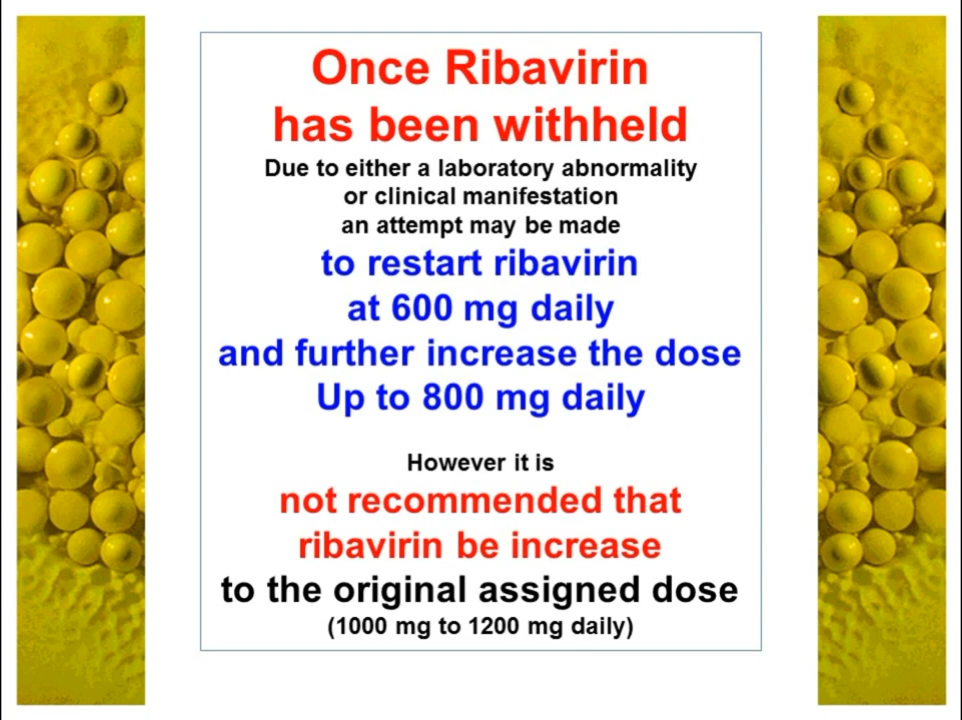 Once Ribavirin
has been withheld
Due to either a laboratory abnormality
or clinical manifestation
an attempt may be made
to restart ribavirin
at 600 mg daily
and further increase the dose
Up to 800 mg daily
However it is
not recommended that
ribavirin be increase
to the original assigned dose
(1000 mg to 1200 mg daily)